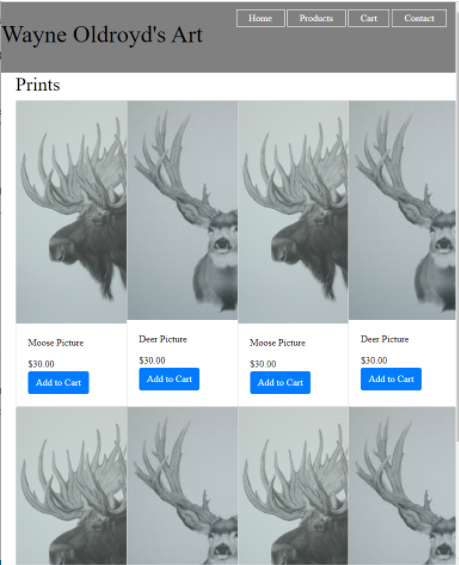 Home Products Cart Contact
Wayne Oldroyd's Art
Prints
Moose Picture
$30.00
Add to Cart
Deer Picture
$30.00
Add to Cart
Moose Picture
$30.00
Add to Cart
Deer Picture
$30.00
Add to Cart